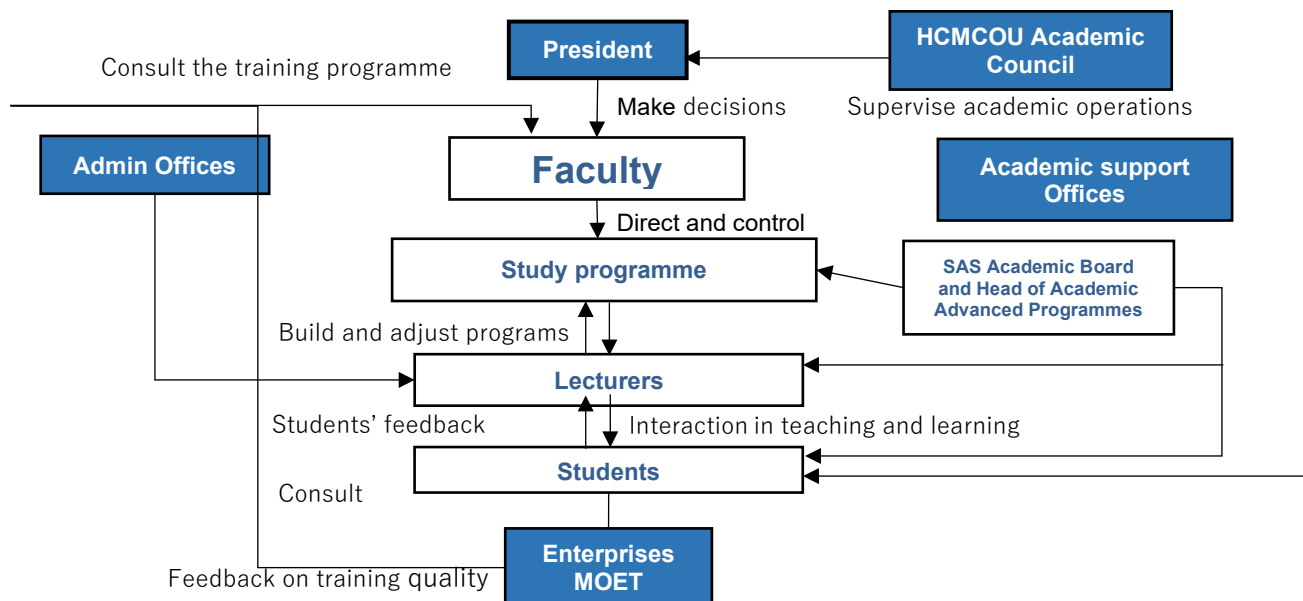 President
HCMCOU Academic
Council
Consult the training programme
Make decisions
Supervise academic operations
Admin Offices
Faculty
Academic support
Offices
Direct and control
Study programme
SAS Academic Board
and Head of Academic
Advanced Programmes
Build and adjust programs
Lecturers
Students’ feedback
Interaction in teaching and learning
Students
Consult
Enterprises
MOET
Feedback on training quality